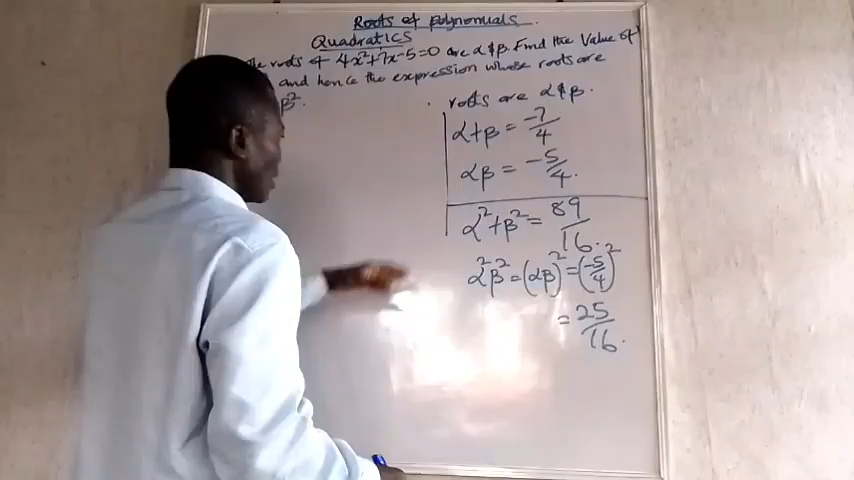 Roots of polynomials.
Quadratics
the roots of 4x²+7x-5=0 are α & β. Find the Value of
and hence the expression whose roots are
β².
roots are α & β.
α+β = -7/4
αβ = -5/4.
α²+β² = 89/16.
α²β² = (αβ)² = (-5/4)²
= 25/16.